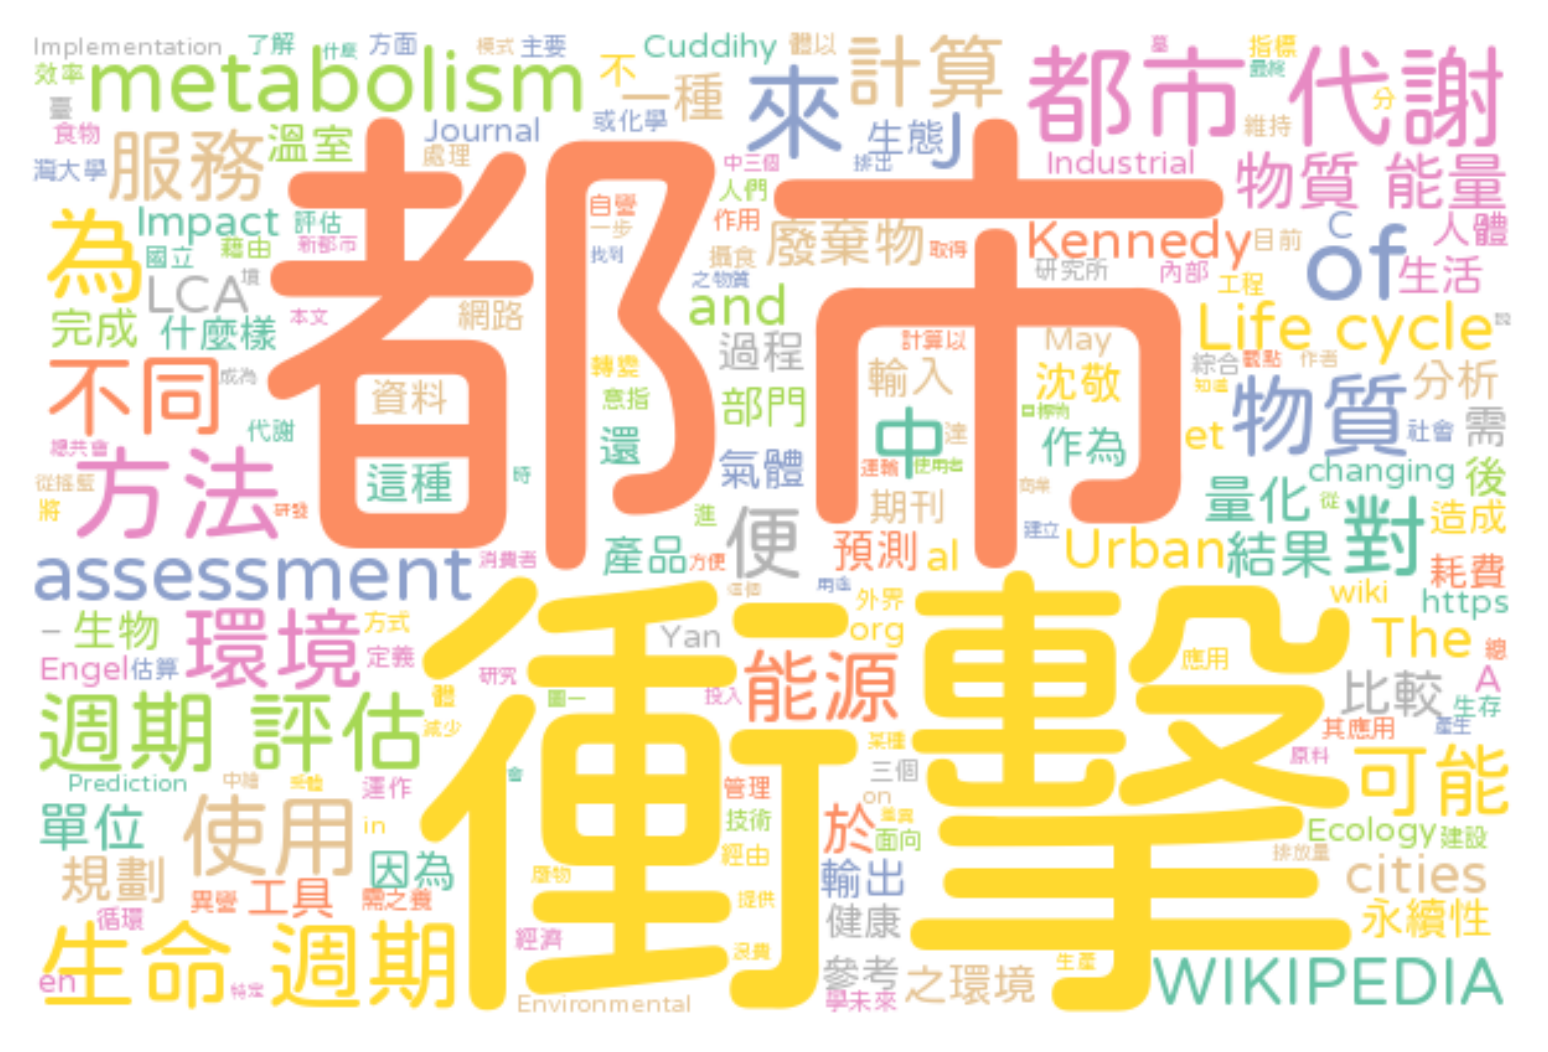 Implementation
了解
什麼
方面
模式
主要
Cuddihy
體以
計算
墓
指標
最終
都市 代謝
效率
metabolism
不
一種
來
分
臺
食物
服務
溫室
Journal
處理
或化學
生態
J
維持
灣大學
中三個
排出
Industrial
物質 能量
人們
都市
為
Impact
評估
自變
作用
廢棄物
取得
Kennedy
目前
C
of
人體
國立
藉由
新都市
一步
找到
攝食
研究所
內部
工程
生活
LCA
壤
之物質
完成
什麼樣
本文
網路
and
過程
計算以
May
Life cycle
不同
成為
資料
轉變
意指
部門
輸入
沈敬
綜合
觀點
作者
知道
物質
分析
代謝
還
中
達
目標物
作為
et
社會
需
總共會
方法
這種
時
氣體
運輸
使用者
changing
後
從搖籃
將
研發
進
便
期刊
商業
量化
從
對
造成
assessment
消費者
產品
方便
預測
al
建立
Urban
結果
耗費
衝擊
這個
用途
外界
wiki
https
–
生物
環境
方式
Yan
org
The
總
Engel
估算
定義
研究
能源
應用
比較
A
生存
週期 評估
體
減少
圖一
投入
某種
其應用
產生
Prediction
運作
會
管理
三個
原料
可能
單位
使用
in
技術
on
差異
於
面向
Ecology
建設
規劃
因為
廢物
經由
輸出
排放量
cities
異變
工具
需之養
提供
循環
生命 週期
經濟
浪費
健康
永續性
en
特定
參考
之環境
生產
WIKIPEDIA
Environmental
學未來